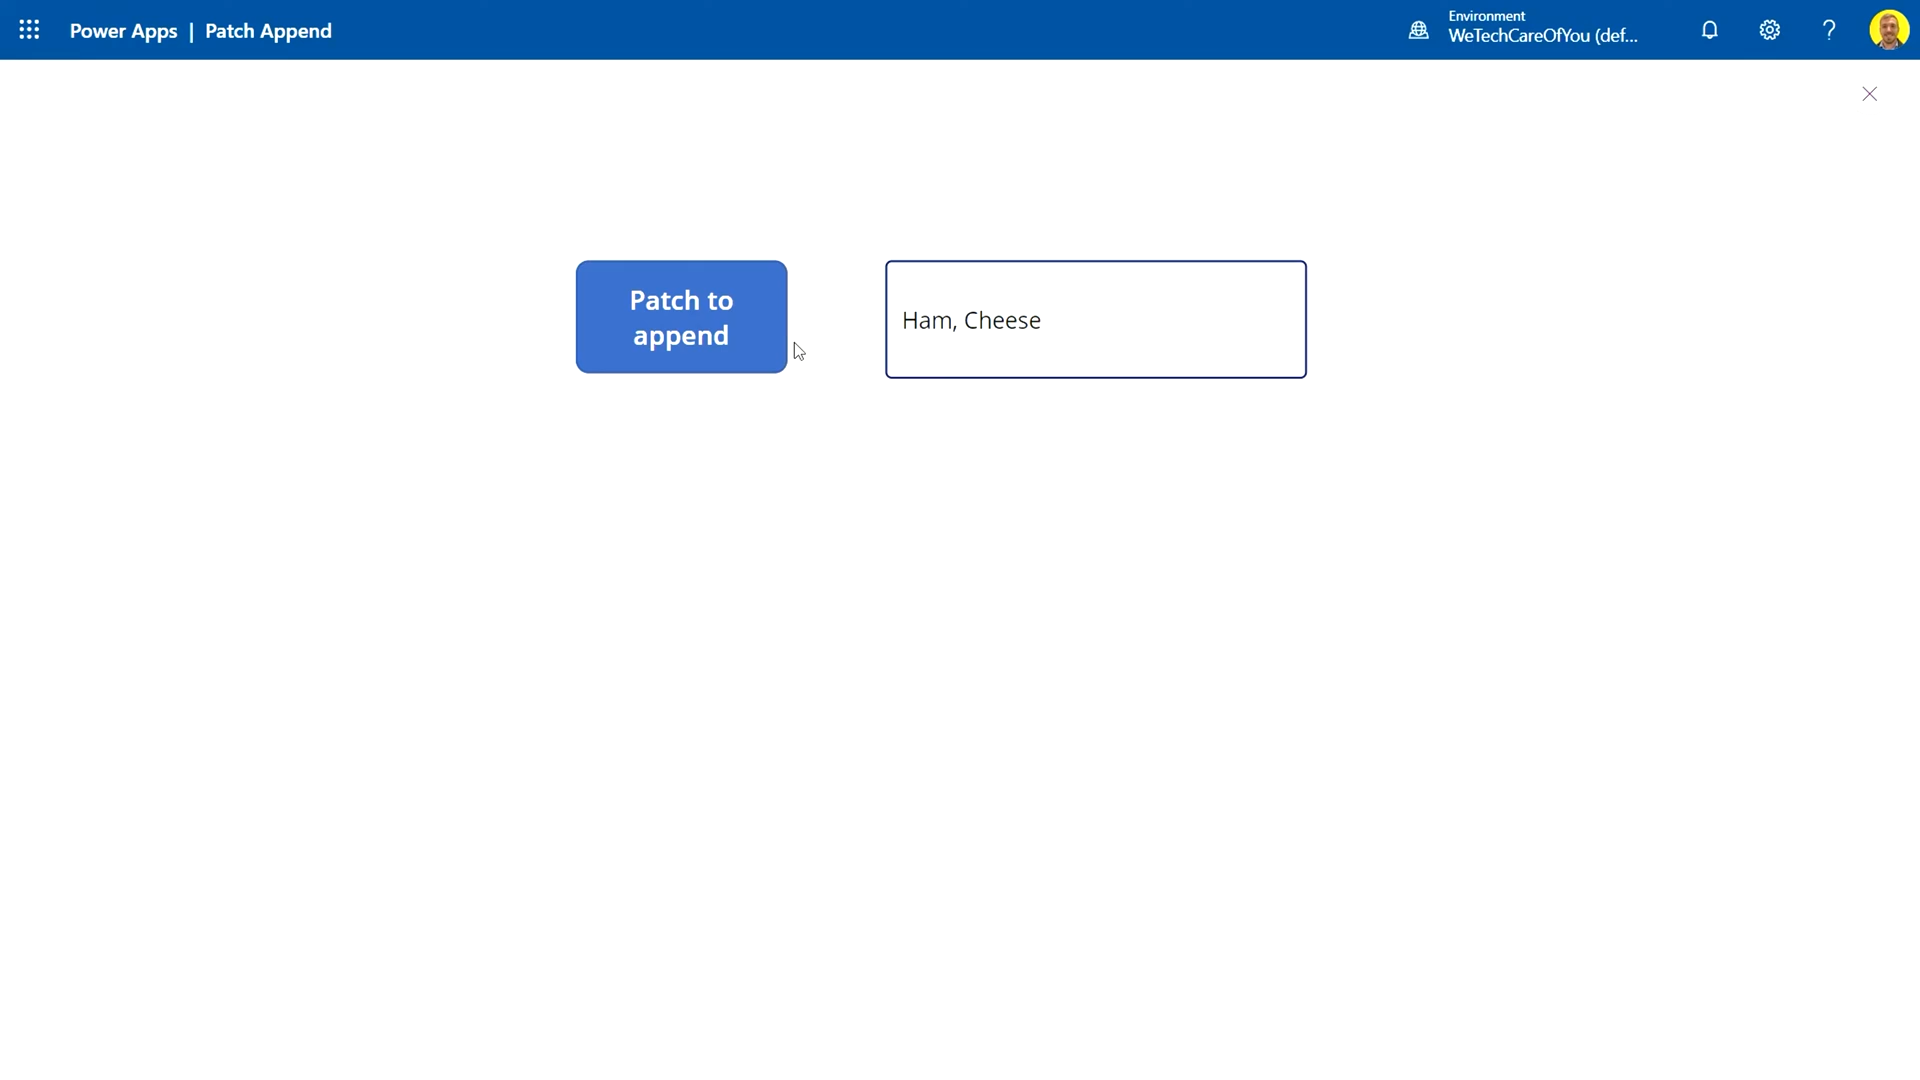 Power Apps | Patch Append
Environment
WeTechCareOfYou (def...
Patch to
append
Ham, Cheese